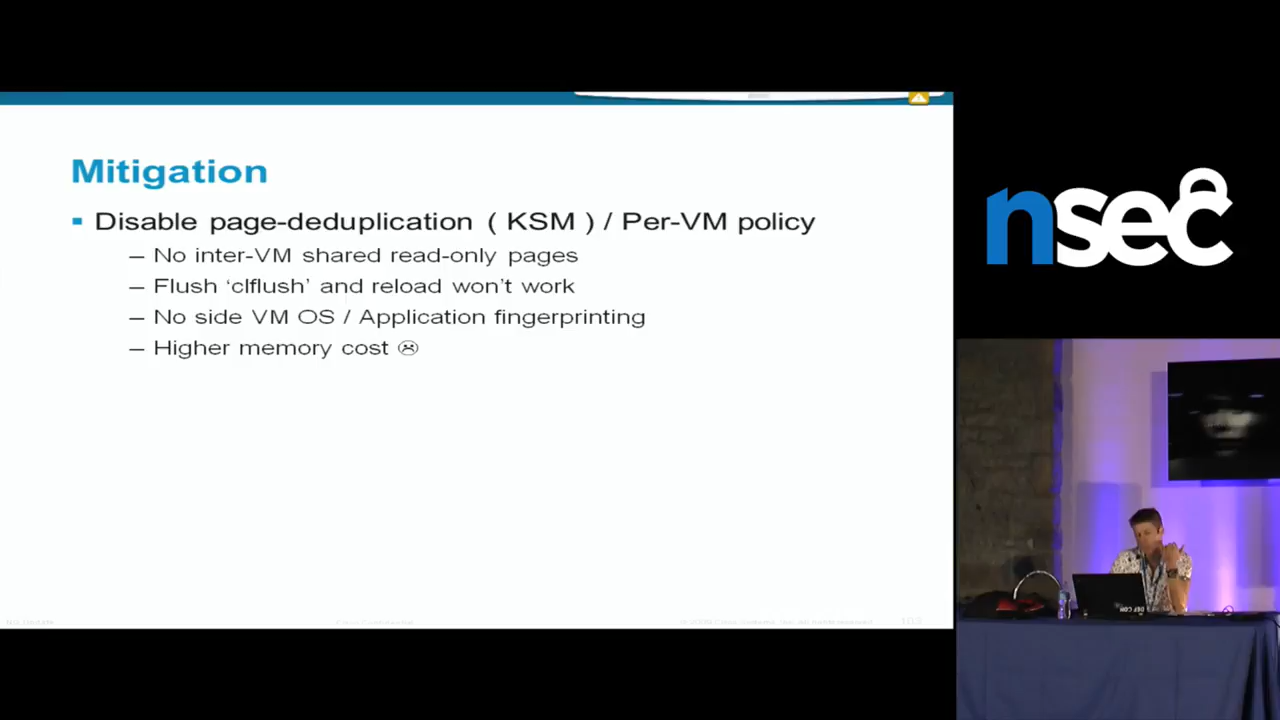 Mitigation
Disable page-deduplication ( KSM ) / Per-VM policy
– No inter-VM shared read-only pages
– Flush ‘clflush’ and reload won’t work
– No side VM OS / Application fingerprinting
– Higher memory cost ☹
nsec
103